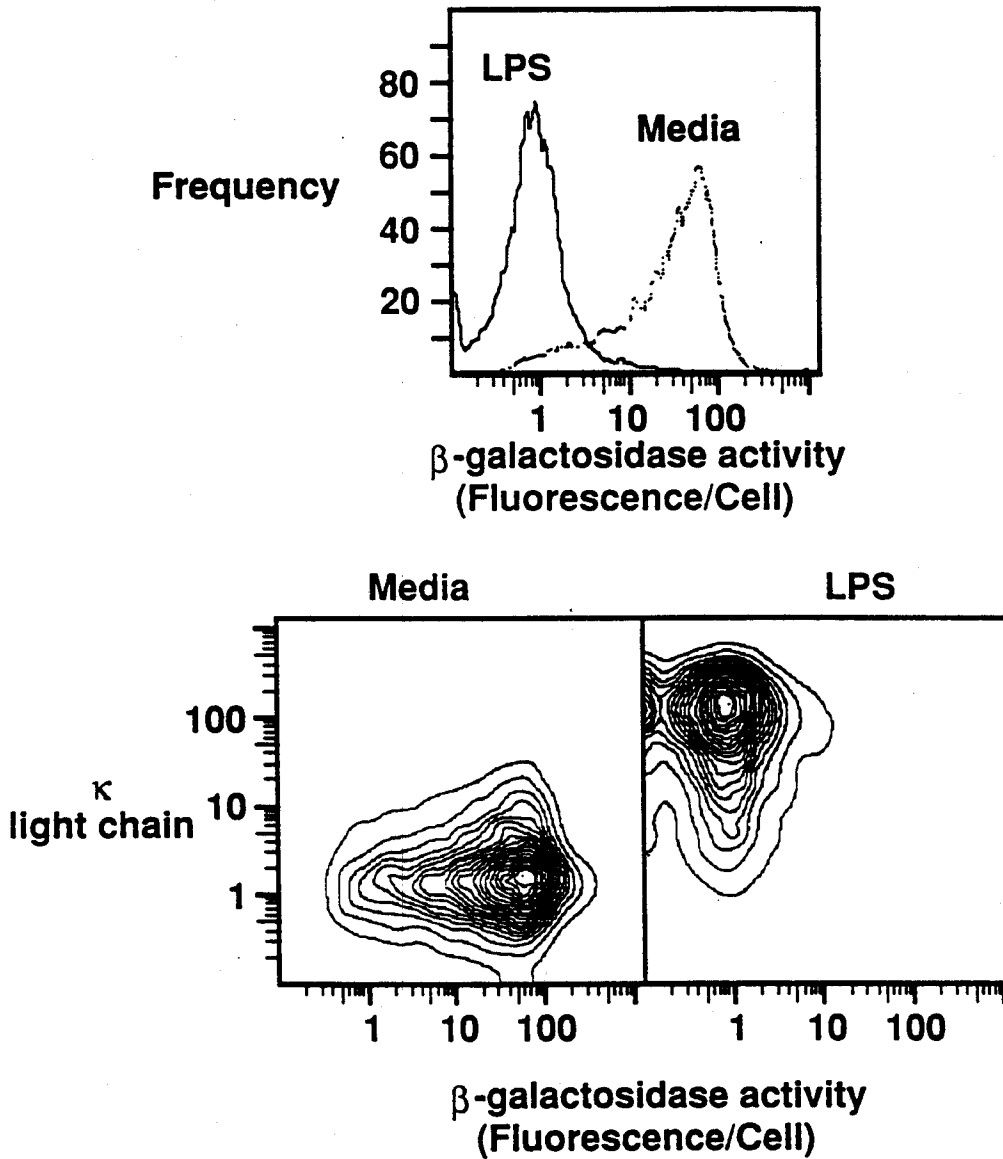 LPS
Media
Frequency
80
60
40
20
1 10 100
β-galactosidase activity
(Fluorescence/Cell)
Media LPS
100
10
1
κ
light chain
1 10 100 1 10 100
β-galactosidase activity
(Fluorescence/Cell)